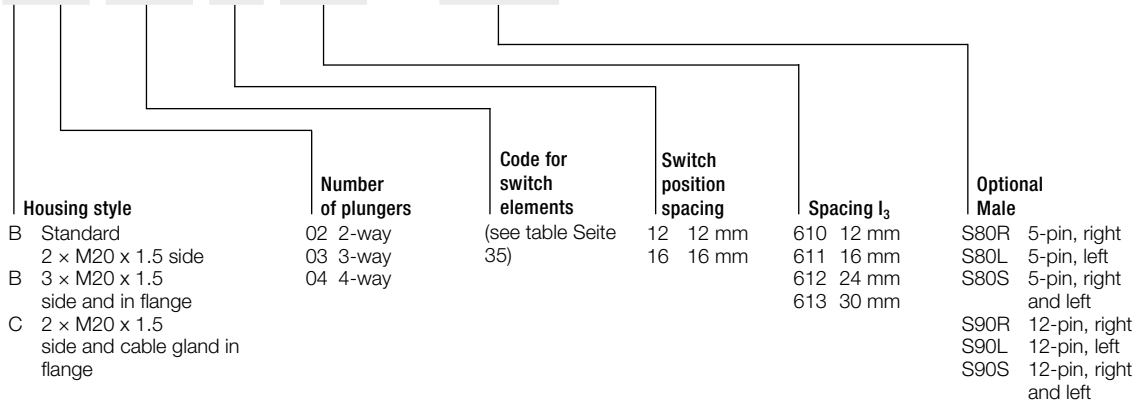 Housing style
B Standard
2 × M20 x 1.5 side
B 3 × M20 x 1.5
side and in flange
C 2 × M20 x 1.5
side and cable gland in
flange
Number
of plungers
02 2-way
03 3-way
04 4-way
Code for
switch
elements
(see table Seite
35)
Switch
position
spacing
12 12 mm
16 16 mm
Spacing I₃
610 12 mm
611 16 mm
612 24 mm
613 30 mm
Optional
Male
S80R 5-pin, right
S80L 5-pin, left
S80S 5-pin, right
and left
S90R 12-pin, right
S90L 12-pin, left
S90S 12-pin, right
and left